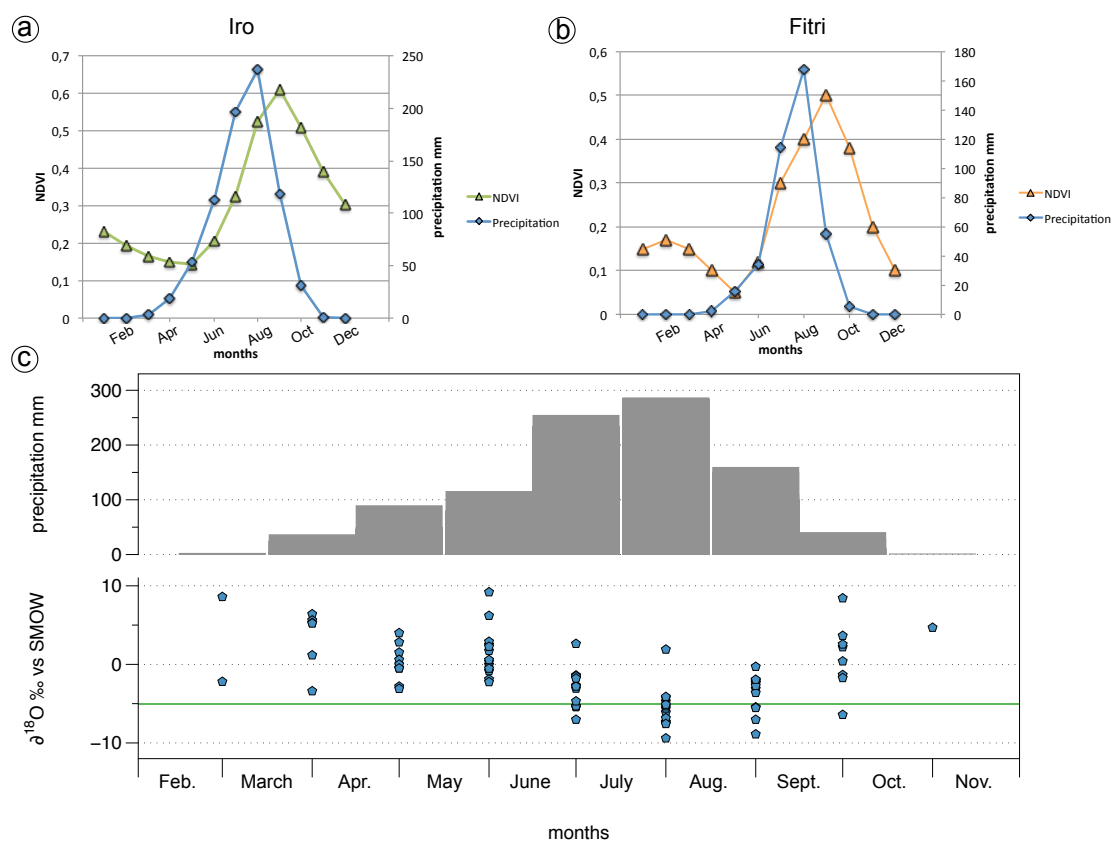 a
Iro
0,7
0,6
0,5
0,4
0,3
0,2
0,1
0
NDVI
250
200
150
100
50
0
precipitation mm
Feb
Apr
Jun
Aug
Oct
Dec
months
NDVI
Precipitation
b
Fitri
0,6
0,5
0,4
0,3
0,2
0,1
0
NDVI
180
160
140
120
100
80
60
40
20
0
precipitation mm
Feb
Apr
Jun
Aug
Oct
Dec
months
NDVI
Precipitation
c
300
200
100
0
precipitation mm
10
0
−10
∂¹⁸O ‰ vs SMOW
Feb. March Apr. May June July Aug. Sept. Oct. Nov.
months